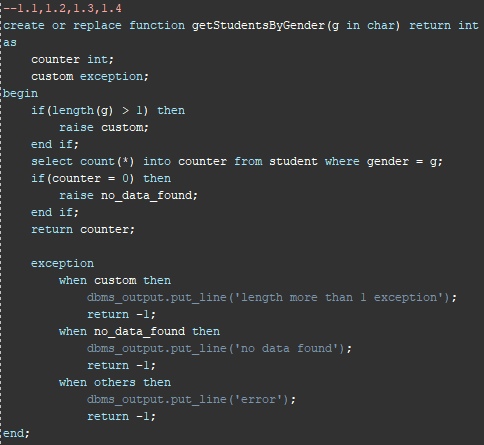 --1.1,1.2,1.3,1.4
create or replace function getStudentsByGender(g in char) return int
as
    counter int;
    custom exception;
begin
    if(length(g) > 1) then
        raise custom;
    end if;
    select count(*) into counter from student where gender = g;
    if(counter = 0) then
        raise no_data_found;
    end if;
    return counter;

    exception
        when custom then
            dbms_output.put_line('length more than 1 exception');
            return -1;
        when no_data_found then
            dbms_output.put_line('no data found');
            return -1;
        when others then
            dbms_output.put_line('error');
            return -1;
end;